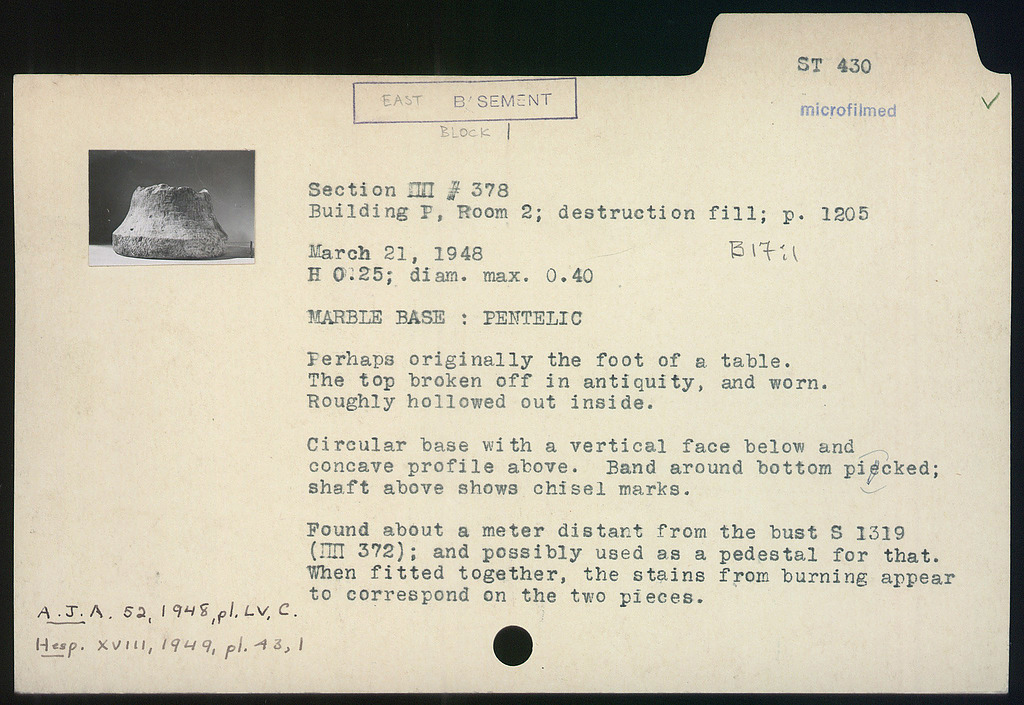 ST 430
microfilmed
EAST B'SEMENT
BLOCK 1
Section ΠΠ # 378
Building P, Room 2; destruction fill; p. 1205
March 21, 1948
B17:1
H 0.25; diam. max. 0.40
MARBLE BASE : PENTELIC
Perhaps originally the foot of a table.
The top broken off in antiquity, and worn.
Roughly hollowed out inside.
Circular base with a vertical face below and
concave profile above. Band around bottom picked;
shaft above shows chisel marks.
Found about a meter distant from the bust S 1319
(ΠΠ 372); and possibly used as a pedestal for that.
When fitted together, the stains from burning appear
to correspond on the two pieces.
A.J.A. 52, 1948, pl. LV, C.
Hesp. XVIII, 1949, pl. 43, 1